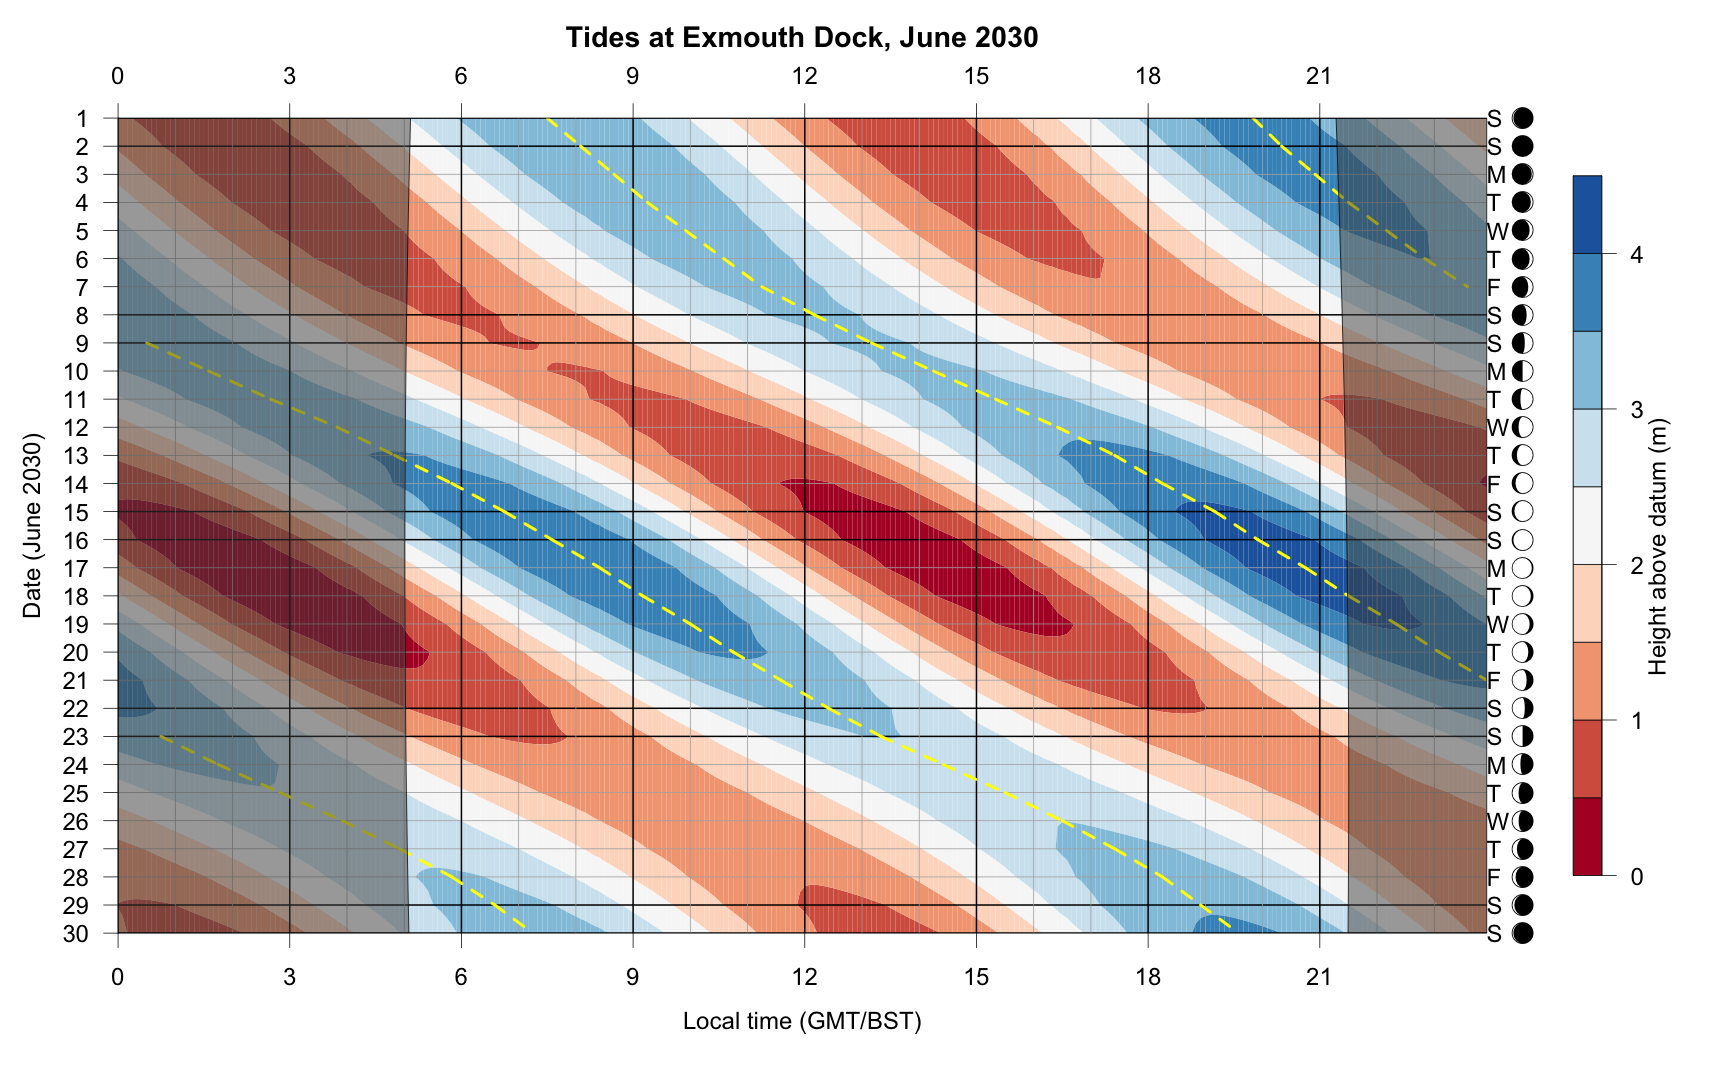 Tides at Exmouth Dock, June 2030
0 3 6 9 12 15 18 21
1 S
2 S
3 M
4 T
5 W
6 T
7 F
8 S
9 S
10 M
11 T
12 W
13 T
14 F
15 S
16 S
17 M
18 T
19 W
20 T
21 F
22 S
23 S
24 M
25 T
26 W
27 T
28 F
29 S
30 S
0 3 6 9 12 15 18 21
Local time (GMT/BST)
Date (June 2030)
4
3
2
1
0
Height above datum (m)